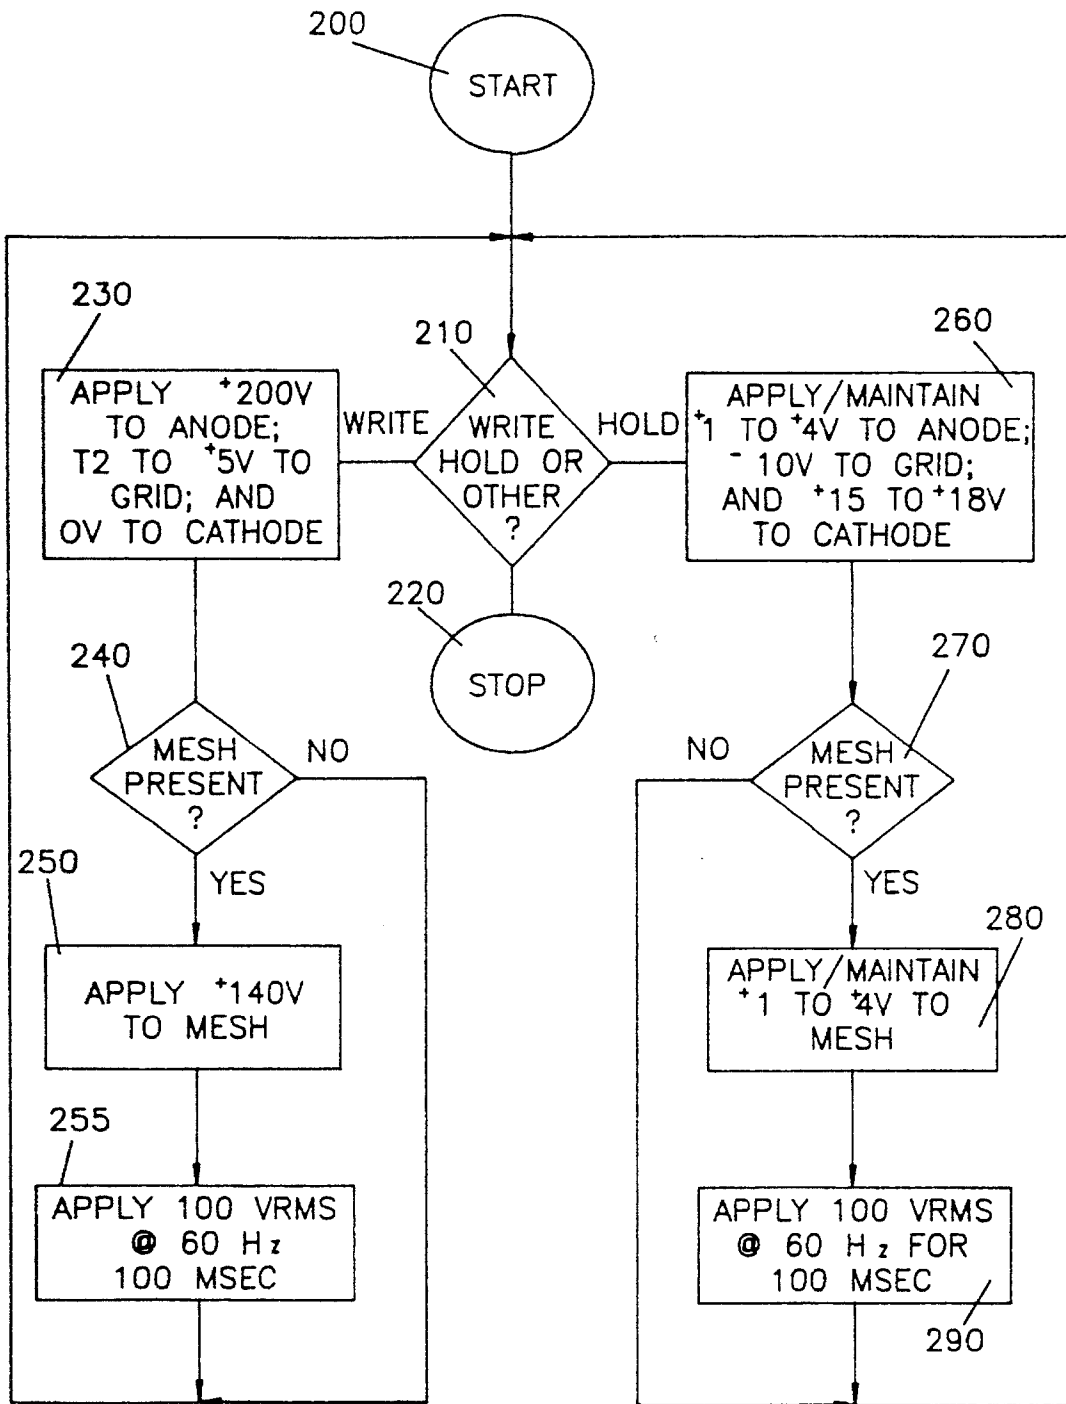 200
START
230
APPLY +200V
TO ANODE;
T2 TO +5V TO
GRID; AND
0V TO CATHODE
WRITE
210
WRITE
HOLD OR
OTHER
?
HOLD
260
APPLY/MAINTAIN
+1 TO +4V TO ANODE;
- 10V TO GRID;
AND +15 TO +18V
TO CATHODE
220
STOP
240
MESH
PRESENT
?
NO
YES
250
APPLY +140V
TO MESH
255
APPLY 100 VRMS
@ 60 Hz
100 MSEC
270
NO
MESH
PRESENT
?
YES
280
APPLY/MAINTAIN
+1 TO +4V TO
MESH
APPLY 100 VRMS
@ 60 Hz FOR
100 MSEC
290